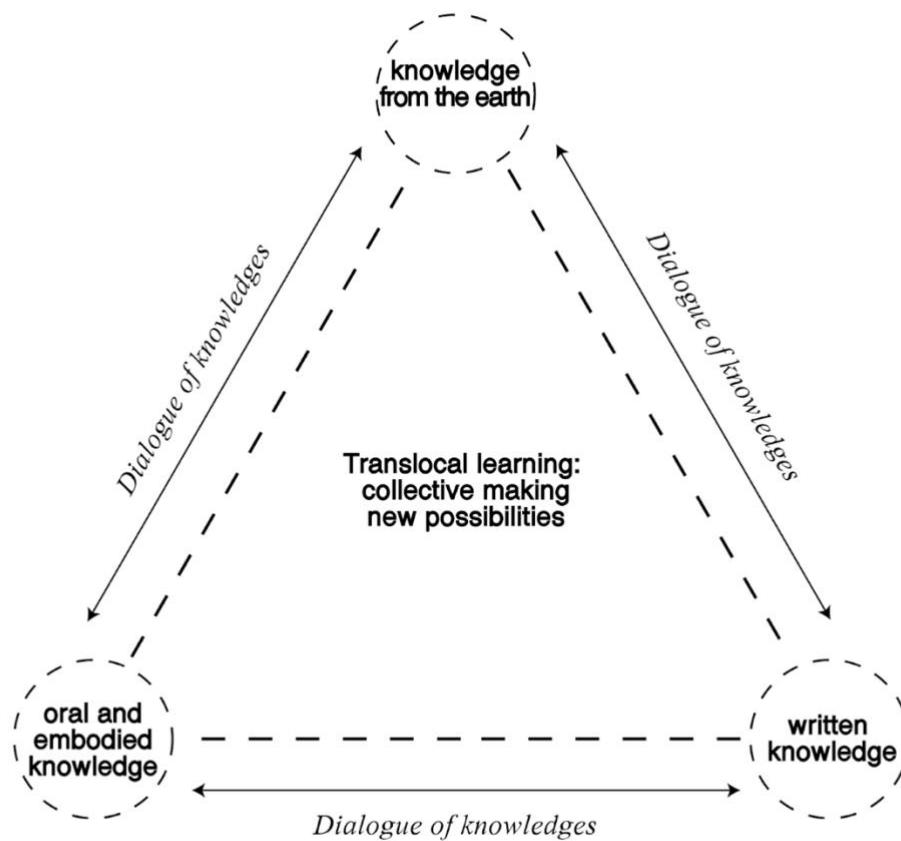 knowledge
from the earth
Dialogue of knowledges
Dialogue of knowledges
Translocal learning:
collective making
new possibilities
oral and
embodied
knowledge
written
knowledge
Dialogue of knowledges